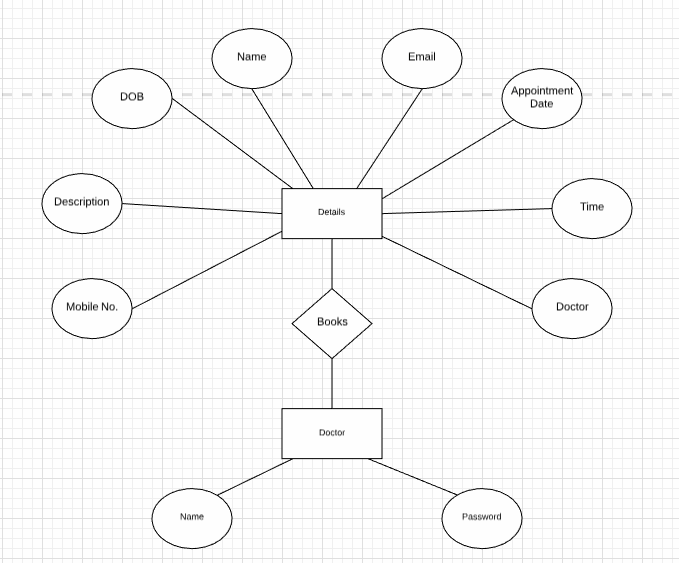 Name
Email
DOB
Appointment
Date
Description
Details
Time
Mobile No.
Books
Doctor
Doctor
Name
Password